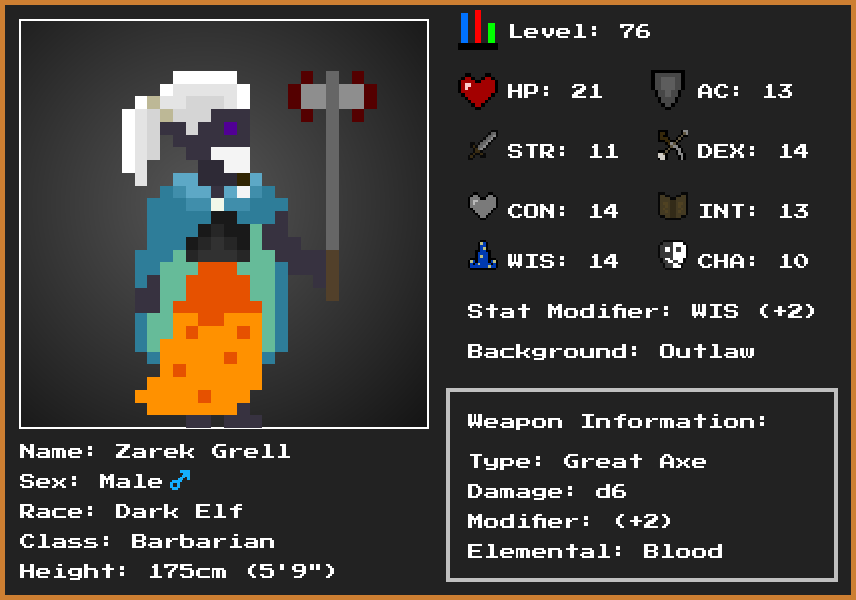 Level: 76
HP: 21
AC: 13
STR: 11
DEX: 14
CON: 14
INT: 13
WIS: 14
CHA: 10
Stat Modifier: WIS (+2)
Background: Outlaw
Weapon Information:
Type: Great Axe
Damage: d6
Modifier: (+2)
Elemental: Blood
Name: Zarek Grell
Sex: Male♂
Race: Dark Elf
Class: Barbarian
Height: 175cm (5'9")